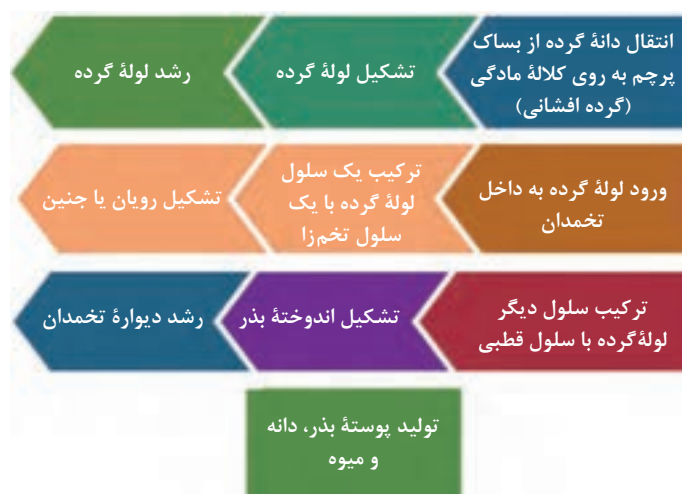 انتقال دانهٔ گرده از بساک
پرچم به روی کلالهٔ مادگی
(گرده افشانی)
تشکیل لولهٔ گرده
رشد لولهٔ گرده
ورود لولهٔ گرده به داخل
تخمدان
ترکیب یک سلول
لولهٔ گرده با یک
سلول تخم‌زا
تشکیل رویان یا جنین
ترکیب سلول دیگر
لوله‌گرده با سلول قطبی
تشکیل اندوختهٔ بذر
رشد دیوارهٔ تخمدان
تولید پوستهٔ بذر، دانه
و میوه